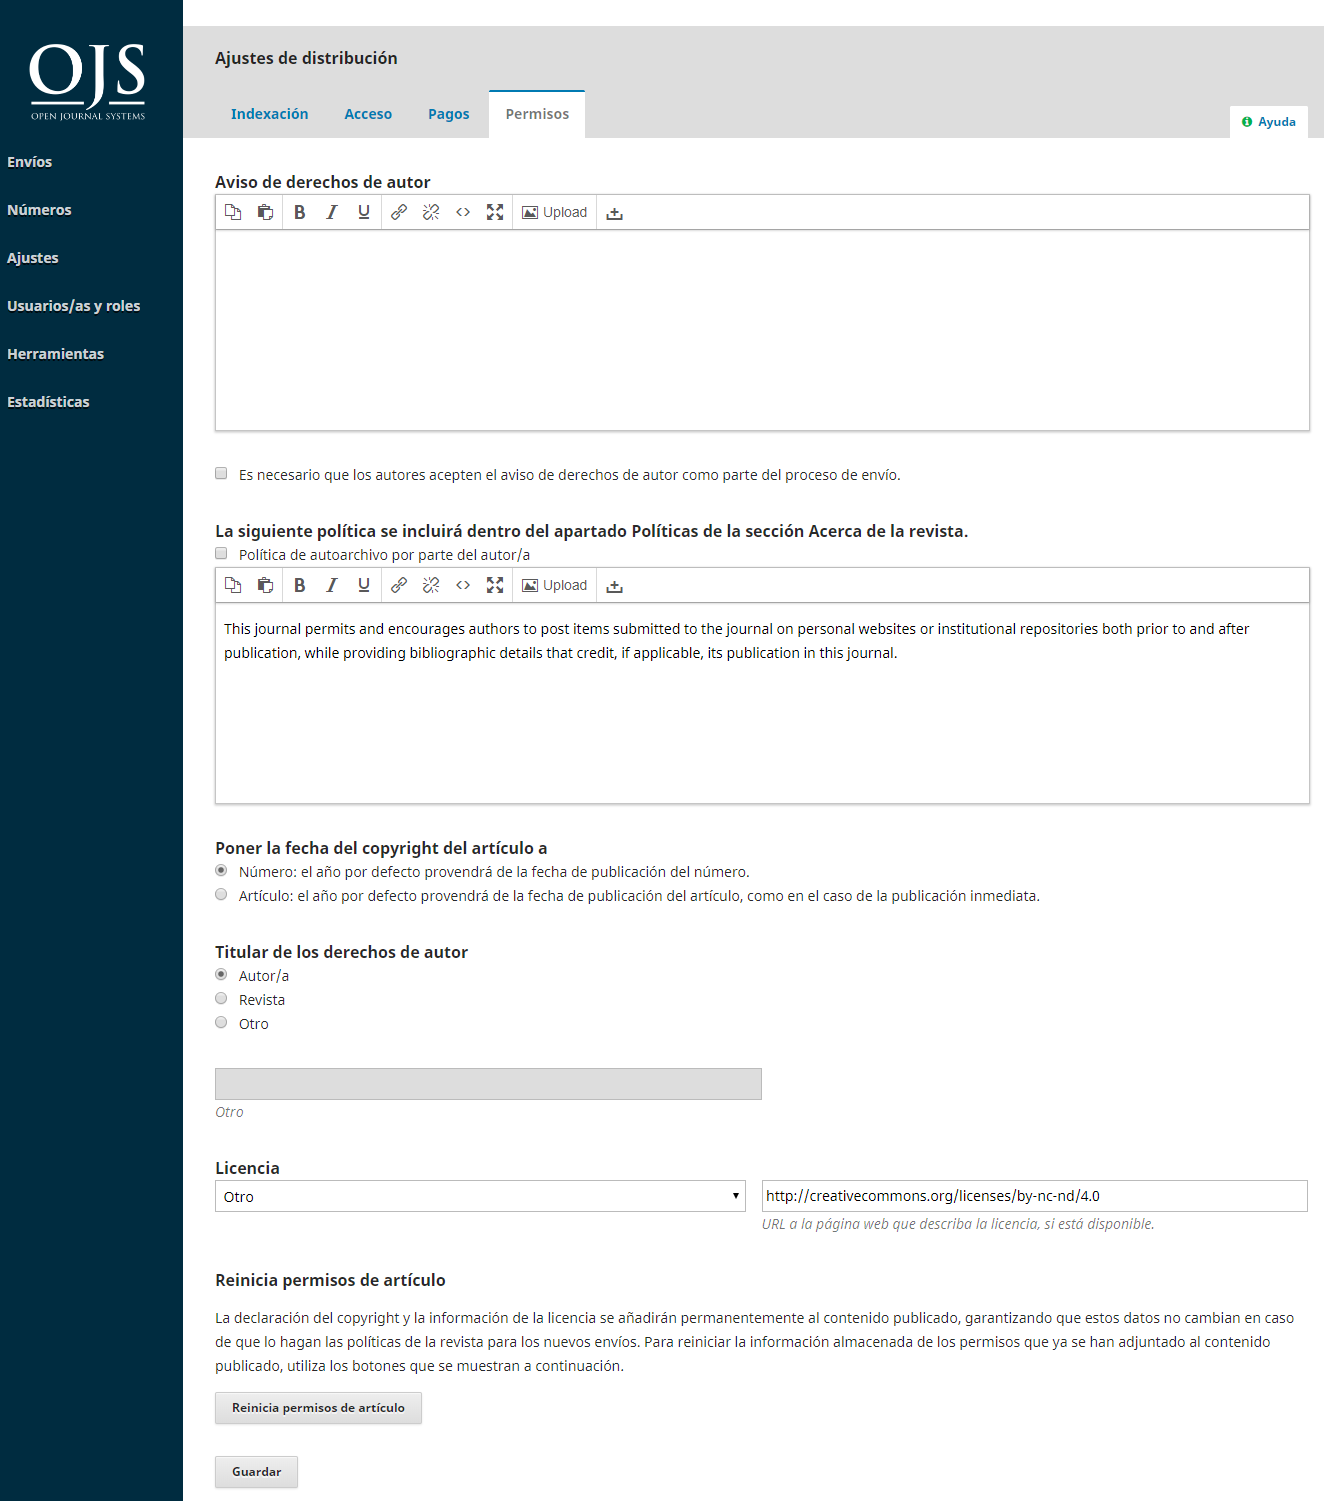 OJS
OPEN JOURNAL SYSTEMS
Envíos
Números
Ajustes
Usuarios/as y roles
Herramientas
Estadísticas
Ajustes de distribución
Indexación
Acceso
Pagos
Permisos
Ayuda
Aviso de derechos de autor
B I U Upload
Es necesario que los autores acepten el aviso de derechos de autor como parte del proceso de envío.
La siguiente política se incluirá dentro del apartado Políticas de la sección Acerca de la revista.
Política de autoarchivo por parte del autor/a
B I U Upload
This journal permits and encourages authors to post items submitted to the journal on personal websites or institutional repositories both prior to and after
publication, while providing bibliographic details that credit, if applicable, its publication in this journal.
Poner la fecha del copyright del artículo a
Número: el año por defecto provendrá de la fecha de publicación del número.
Artículo: el año por defecto provendrá de la fecha de publicación del artículo, como en el caso de la publicación inmediata.
Titular de los derechos de autor
Autor/a
Revista
Otro
Otro
Licencia
Otro
http://creativecommons.org/licenses/by-nc-nd/4.0
URL a la página web que describa la licencia, si está disponible.
Reinicia permisos de artículo
La declaración del copyright y la información de la licencia se añadirán permanentemente al contenido publicado, garantizando que estos datos no cambian en caso
de que lo hagan las políticas de la revista para los nuevos envíos. Para reiniciar la información almacenada de los permisos que ya se han adjuntado al contenido
publicado, utiliza los botones que se muestran a continuación.
Reinicia permisos de artículo
Guardar